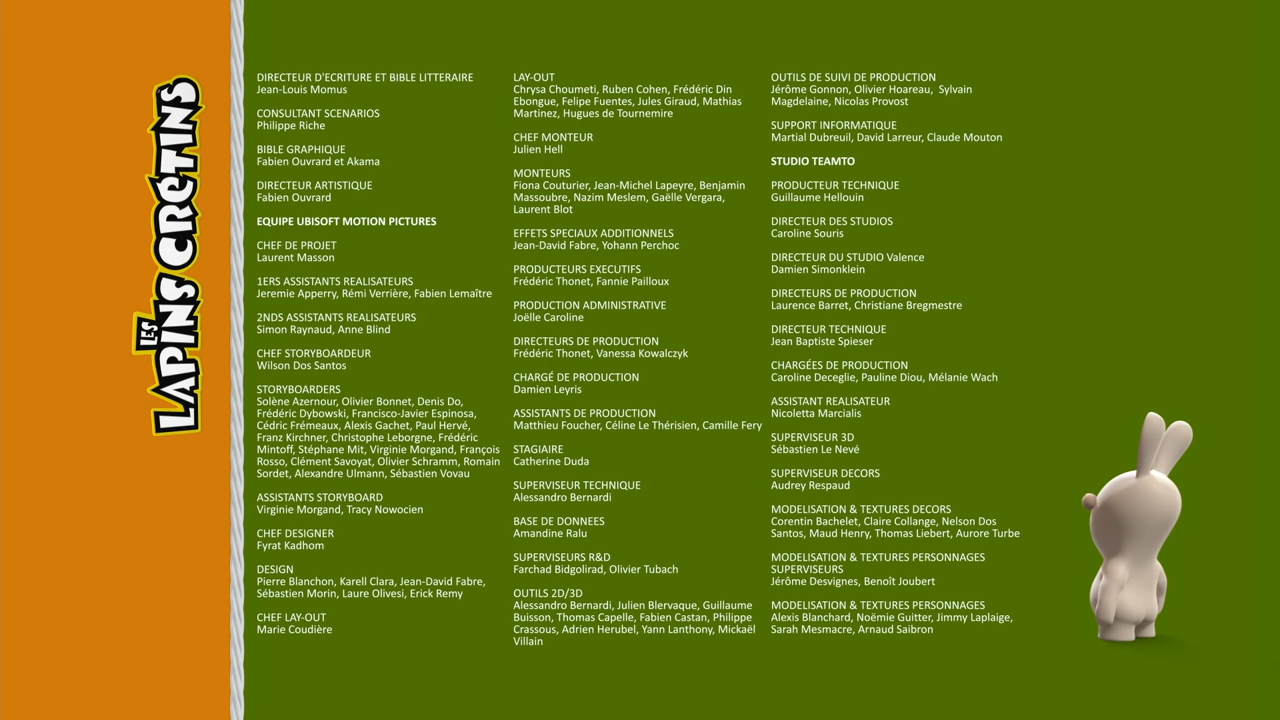 LES
LAPINS CRÉTINS
DIRECTEUR D'ECRITURE ET BIBLE LITTERAIRE
Jean-Louis Momus
CONSULTANT SCENARIOS
Philippe Riche
BIBLE GRAPHIQUE
Fabien Ouvrard et Akama
DIRECTEUR ARTISTIQUE
Fabien Ouvrard
EQUIPE UBISOFT MOTION PICTURES
CHEF DE PROJET
Laurent Masson
1ERS ASSISTANTS REALISATEURS
Jeremie Apperry, Rémi Verrière, Fabien Lemaître
2NDS ASSISTANTS REALISATEURS
Simon Raynaud, Anne Blind
CHEF STORYBOARDEUR
Wilson Dos Santos
STORYBOARDERS
Solène Azernour, Olivier Bonnet, Denis Do,
Frédéric Dybowski, Francisco-Javier Espinosa,
Cédric Frémeaux, Alexis Gachet, Paul Hervé,
Franz Kirchner, Christophe Leborgne, Frédéric
Mintoff, Stéphane Mit, Virginie Morgand, François
Rosso, Clément Savoyat, Olivier Schramm, Romain
Sordet, Alexandre Ulmann, Sébastien Vovau
ASSISTANTS STORYBOARD
Virginie Morgand, Tracy Nowocien
CHEF DESIGNER
Fyrat Kadhom
DESIGN
Pierre Blanchon, Karell Clara, Jean-David Fabre,
Sébastien Morin, Laure Olivesi, Erick Remy
CHEF LAY-OUT
Marie Coudière
LAY-OUT
Chrysa Choumeti, Ruben Cohen, Frédéric Din
Ebongue, Felipe Fuentes, Jules Giraud, Mathias
Martinez, Hugues de Tournemire
CHEF MONTEUR
Julien Hell
MONTEURS
Fiona Couturier, Jean-Michel Lapeyre, Benjamin
Massoubre, Nazim Meslem, Gaëlle Vergara,
Laurent Blot
EFFETS SPECIAUX ADDITIONNELS
Jean-David Fabre, Yohann Perchoc
PRODUCTEURS EXECUTIFS
Frédéric Thonet, Fannie Pailloux
PRODUCTION ADMINISTRATIVE
Joëlle Caroline
DIRECTEURS DE PRODUCTION
Frédéric Thonet, Vanessa Kowalczyk
CHARGÉ DE PRODUCTION
Damien Leyris
ASSISTANTS DE PRODUCTION
Matthieu Foucher, Céline Le Thérisien, Camille Fery
STAGIAIRE
Catherine Duda
SUPERVISEUR TECHNIQUE
Alessandro Bernardi
BASE DE DONNEES
Amandine Ralu
SUPERVISEURS R&D
Farchad Bidgolirad, Olivier Tubach
OUTILS 2D/3D
Alessandro Bernardi, Julien Blervaque, Guillaume
Buisson, Thomas Capelle, Fabien Castan, Philippe
Crassous, Adrien Herubel, Yann Lanthony, Mickaël
Villain
OUTILS DE SUIVI DE PRODUCTION
Jérôme Gonnon, Olivier Hoareau, Sylvain
Magdelaine, Nicolas Provost
SUPPORT INFORMATIQUE
Martial Dubreuil, David Larreur, Claude Mouton
STUDIO TEAMTO
PRODUCTEUR TECHNIQUE
Guillaume Hellouin
DIRECTEUR DES STUDIOS
Caroline Souris
DIRECTEUR DU STUDIO Valence
Damien Simonklein
DIRECTEURS DE PRODUCTION
Laurence Barret, Christiane Bregmestre
DIRECTEUR TECHNIQUE
Jean Baptiste Spieser
CHARGÉES DE PRODUCTION
Caroline Deceglie, Pauline Diou, Mélanie Wach
ASSISTANT REALISATEUR
Nicoletta Marcialis
SUPERVISEUR 3D
Sébastien Le Nevé
SUPERVISEUR DECORS
Audrey Respaud
MODELISATION & TEXTURES DECORS
Corentin Bachelet, Claire Collange, Nelson Dos
Santos, Maud Henry, Thomas Liebert, Aurore Turbe
MODELISATION & TEXTURES PERSONNAGES
SUPERVISEURS
Jérôme Desvignes, Benoît Joubert
MODELISATION & TEXTURES PERSONNAGES
Alexis Blanchard, Noëmie Guitter, Jimmy Laplaige,
Sarah Mesmacre, Arnaud Saibron